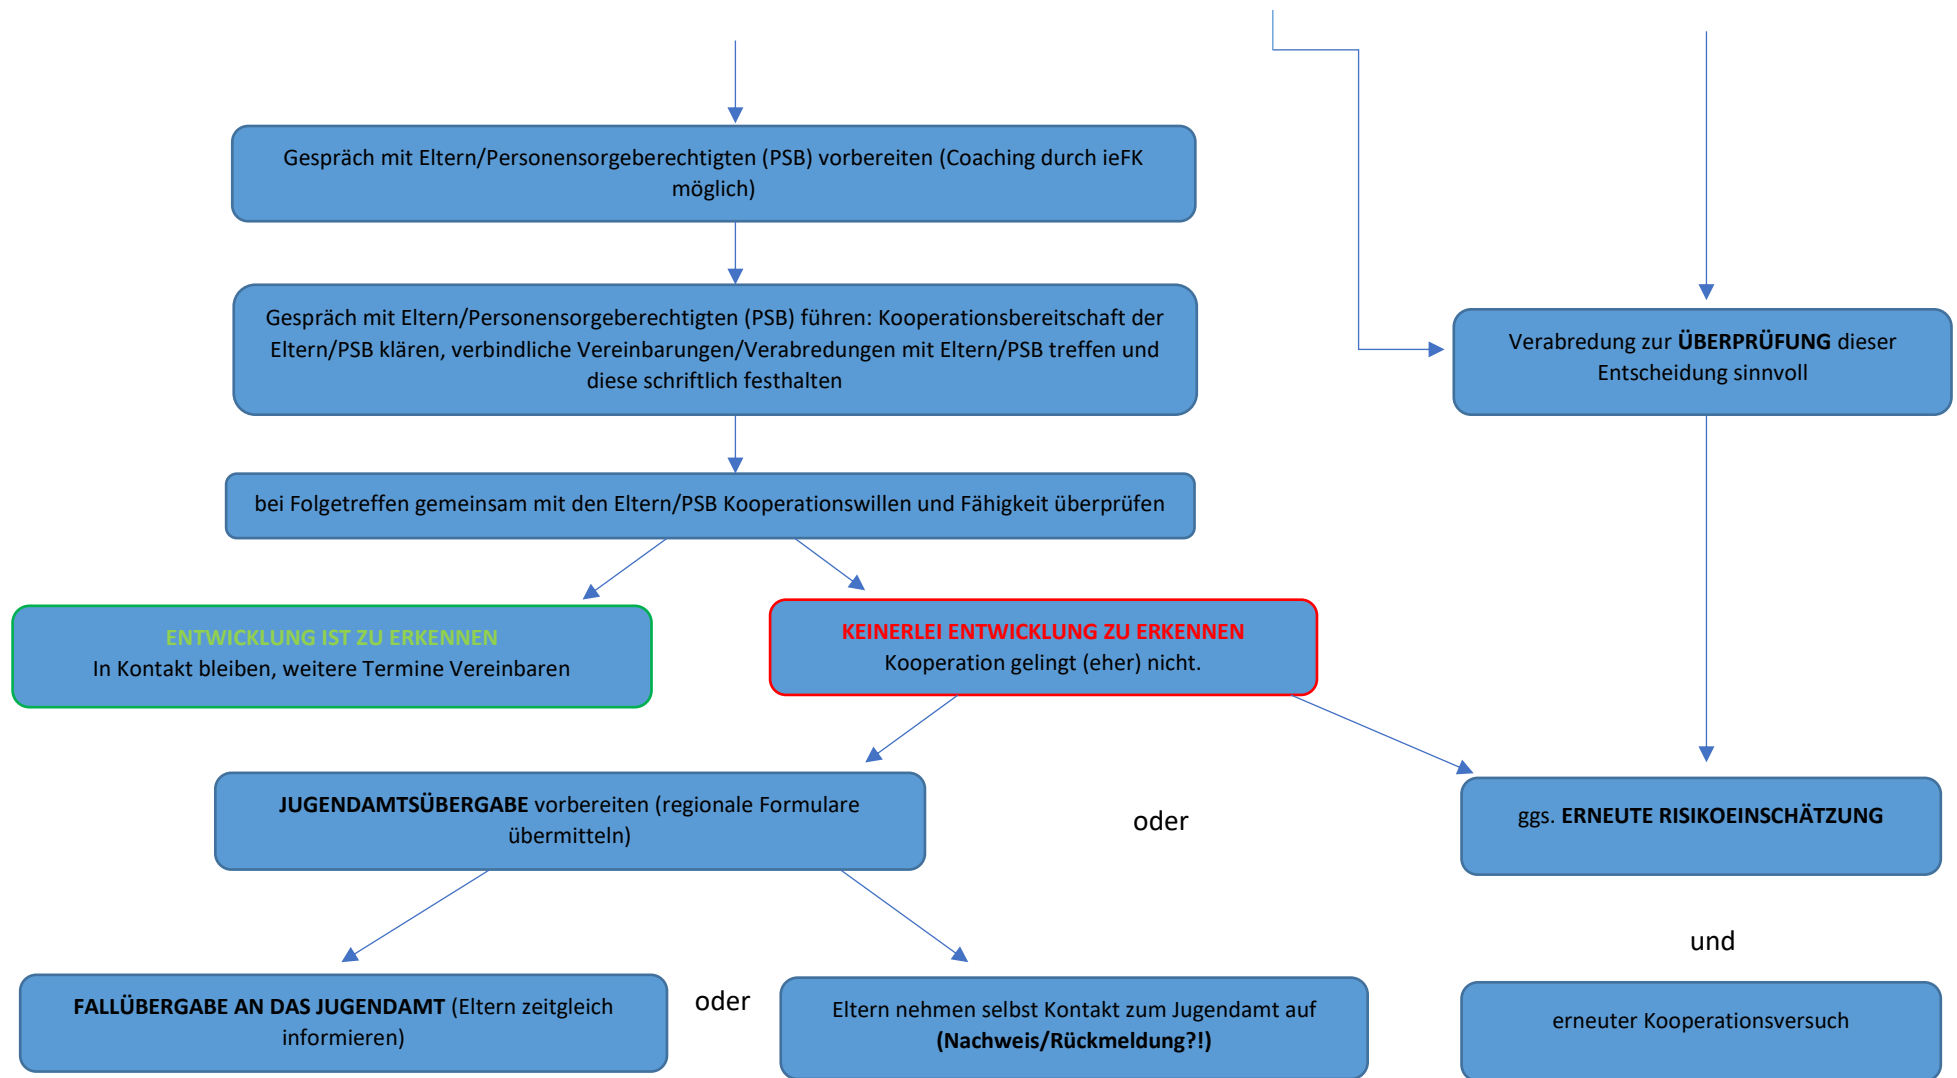 Gespräch mit Eltern/Personensorgeberechtigten (PSB) vorbereiten (Coaching durch ieFK
möglich)
Gespräch mit Eltern/Personensorgeberechtigten (PSB) führen: Kooperationsbereitschaft der
Eltern/PSB klären, verbindliche Vereinbarungen/Verabredungen mit Eltern/PSB treffen und
diese schriftlich festhalten
Verabredung zur ÜBERPRÜFUNG dieser
Entscheidung sinnvoll
bei Folgetreffen gemeinsam mit den Eltern/PSB Kooperationswillen und Fähigkeit überprüfen
ENTWICKLUNG IST ZU ERKENNEN
In Kontakt bleiben, weitere Termine Vereinbaren
KEINERLEI ENTWICKLUNG ZU ERKENNEN
Kooperation gelingt (eher) nicht.
JUGENDAMTSÜBERGABE vorbereiten (regionale Formulare
übermitteln)
oder
ggs. ERNEUTE RISIKOEINSCHÄTZUNG
und
FALLÜBERGABE AN DAS JUGENDAMT (Eltern zeitgleich
informieren)
oder
Eltern nehmen selbst Kontakt zum Jugendamt auf
(Nachweis/Rückmeldung?!)
erneuter Kooperationsversuch